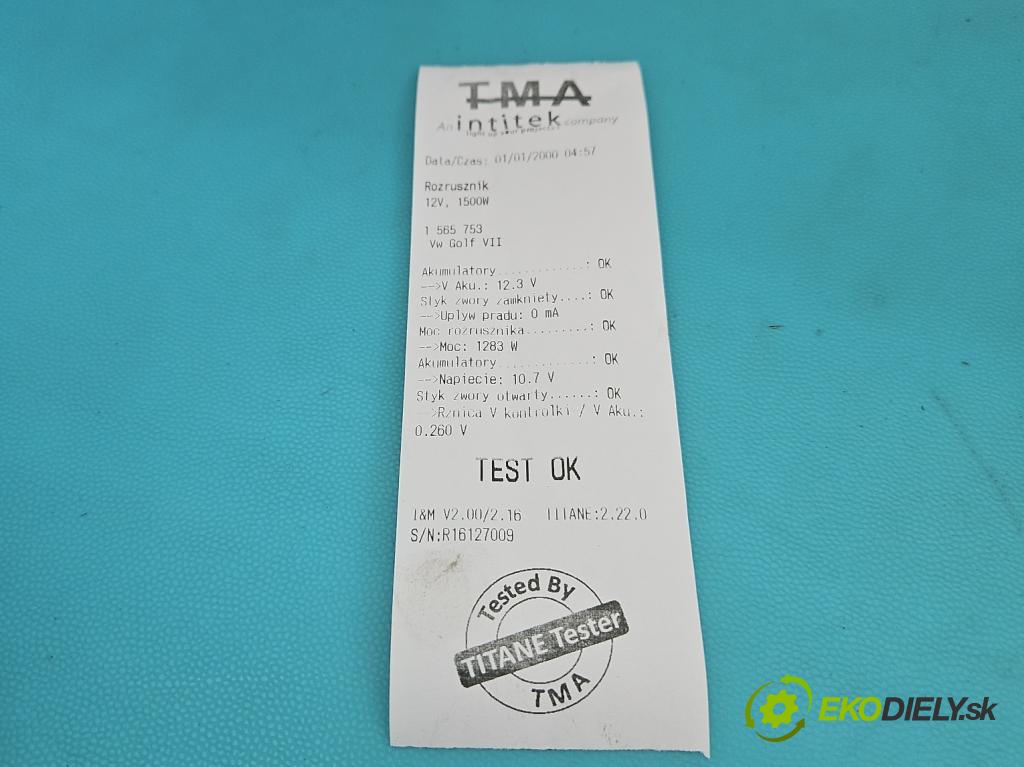 TMA
An intitek company
light up your projects
Data/Czas: 01/01/2000 04:57
Rozrusznik
12V, 1500W
1 565 753
Vw Golf VII
Akumulatory.............: OK
-->V Aku.: 12.3 V
Styk zwory zamkniety....: OK
-->Uplyw pradu: 0 mA
Moc rozrusznika.........: OK
-->Moc: 1283 W
Akumulatory.............: OK
-->Napiecie: 10.7 V
Styk zwory otwarty......: OK
-->Rznica V kontrolki / V Aku.:
0.260 V
TEST OK
I&M V2.00/2.16 TITANE:2.22.0
S/N:R16127009
Tested By
TITANE Tester
TMA
EKODIELY.sk